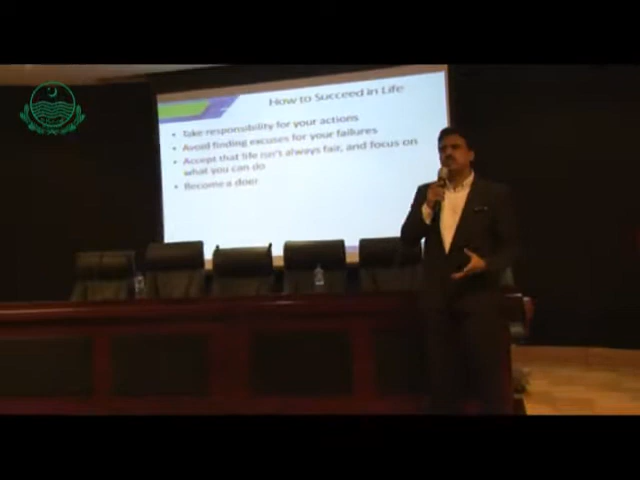 How to Succeed in Life
• Take responsibility for your actions
• Avoid finding excuses for your failures
• Accept that life isn't always fair, and focus on
what you can do
• Become a doer